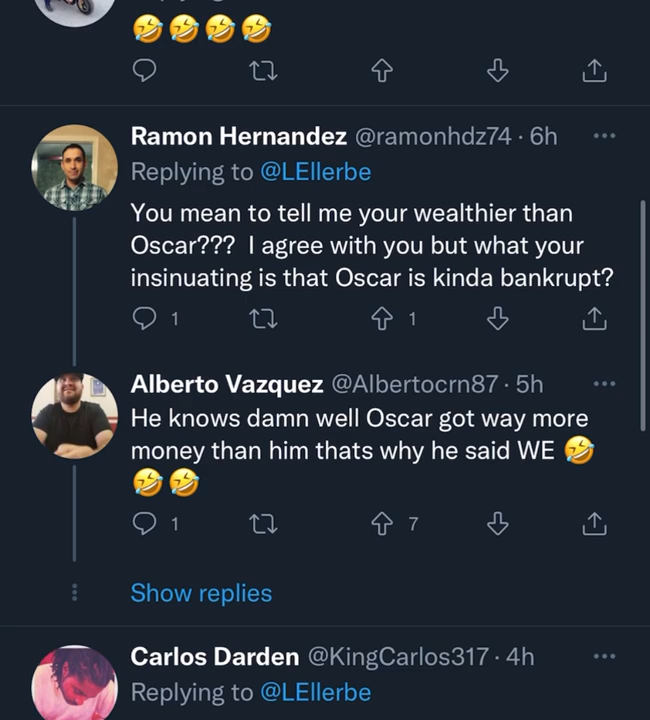 🤣🤣🤣🤣
Ramon Hernandez @ramonhdz74 · 6h
Replying to @LEllerbe
You mean to tell me your wealthier than
Oscar??? I agree with you but what your
insinuating is that Oscar is kinda bankrupt?
1 1
Alberto Vazquez @Albertocrn87 · 5h
He knows damn well Oscar got way more
money than him thats why he said WE 🤣
🤣🤣
1 7
Show replies
Carlos Darden @KingCarlos317 · 4h
Replying to @LEllerbe